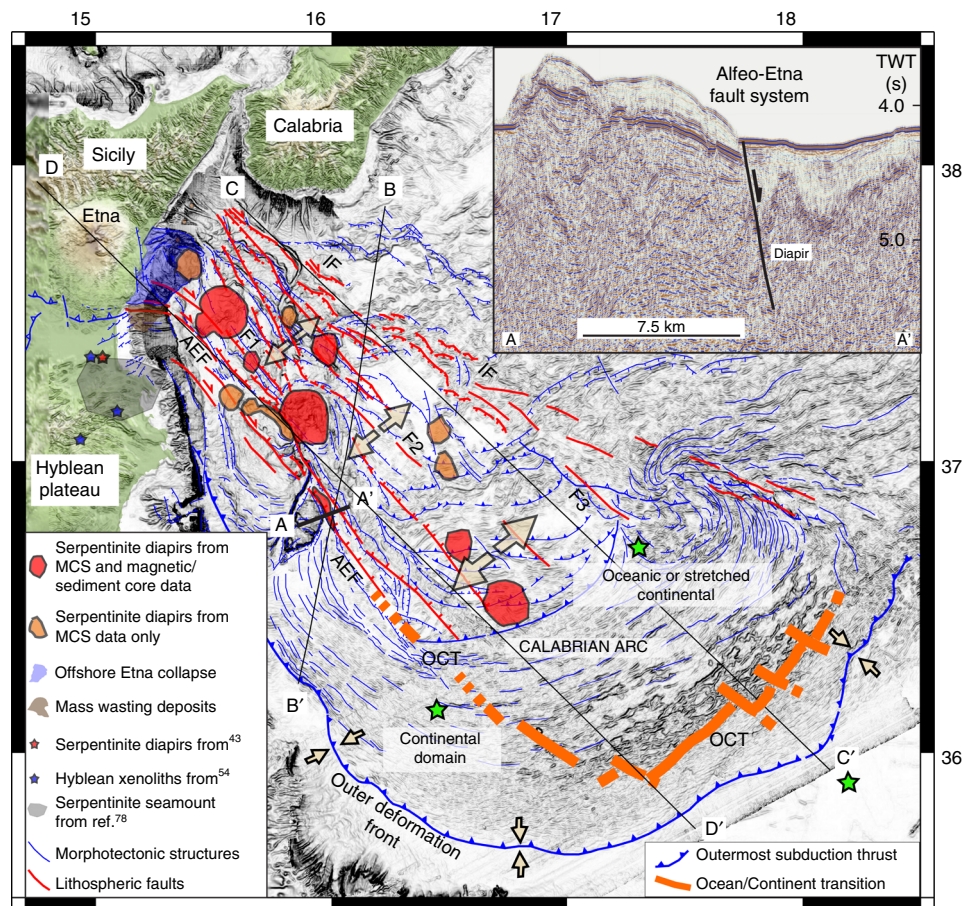 15
16
17
18
Alfeo-Etna
fault system
TWT
(s)
4.0
5.0
Diapir
7.5 km
A
A'
Calabria
Sicily
D
C
B
Etna
38
IF
F1
AEF
IF
F2
Hyblean
plateau
37
F3
A
A'
AEF
Oceanic or stretched
continental
CALABRIAN ARC
OCT
B'
Continental
domain
OCT
36
C'
Outer deformation
front
D'
Serpentinite diapirs from
MCS and magnetic/
sediment core data
Serpentinite diapirs from
MCS data only
Offshore Etna collapse
Mass wasting deposits
Serpentinite diapirs from43
Hyblean xenoliths from54
Serpentinite seamount
from ref.78
Morphotectonic structures
Lithospheric faults
Outermost subduction thrust
Ocean/Continent transition
15
16
17
18